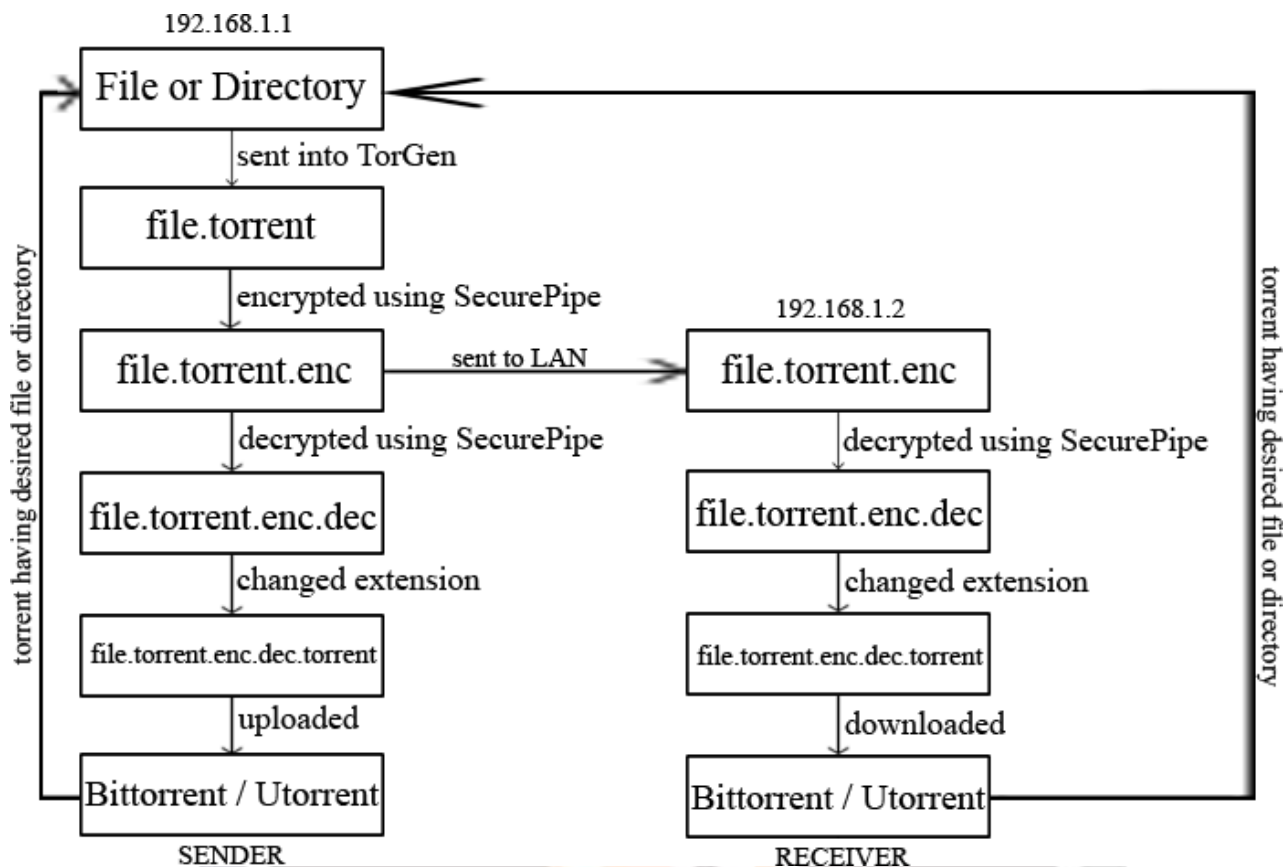 192.168.1.1
File or Directory
sent into TorGen
file.torrent
encrypted using SecurePipe
192.168.1.2
file.torrent.enc
sent to LAN
file.torrent.enc
decrypted using SecurePipe
decrypted using SecurePipe
file.torrent.enc.dec
file.torrent.enc.dec
changed extension
changed extension
file.torrent.enc.dec.torrent
file.torrent.enc.dec.torrent
uploaded
downloaded
Bittorrent / Utorrent
Bittorrent / Utorrent
SENDER
RECEIVER
torrent having desired file or directory
torrent having desired file or directory